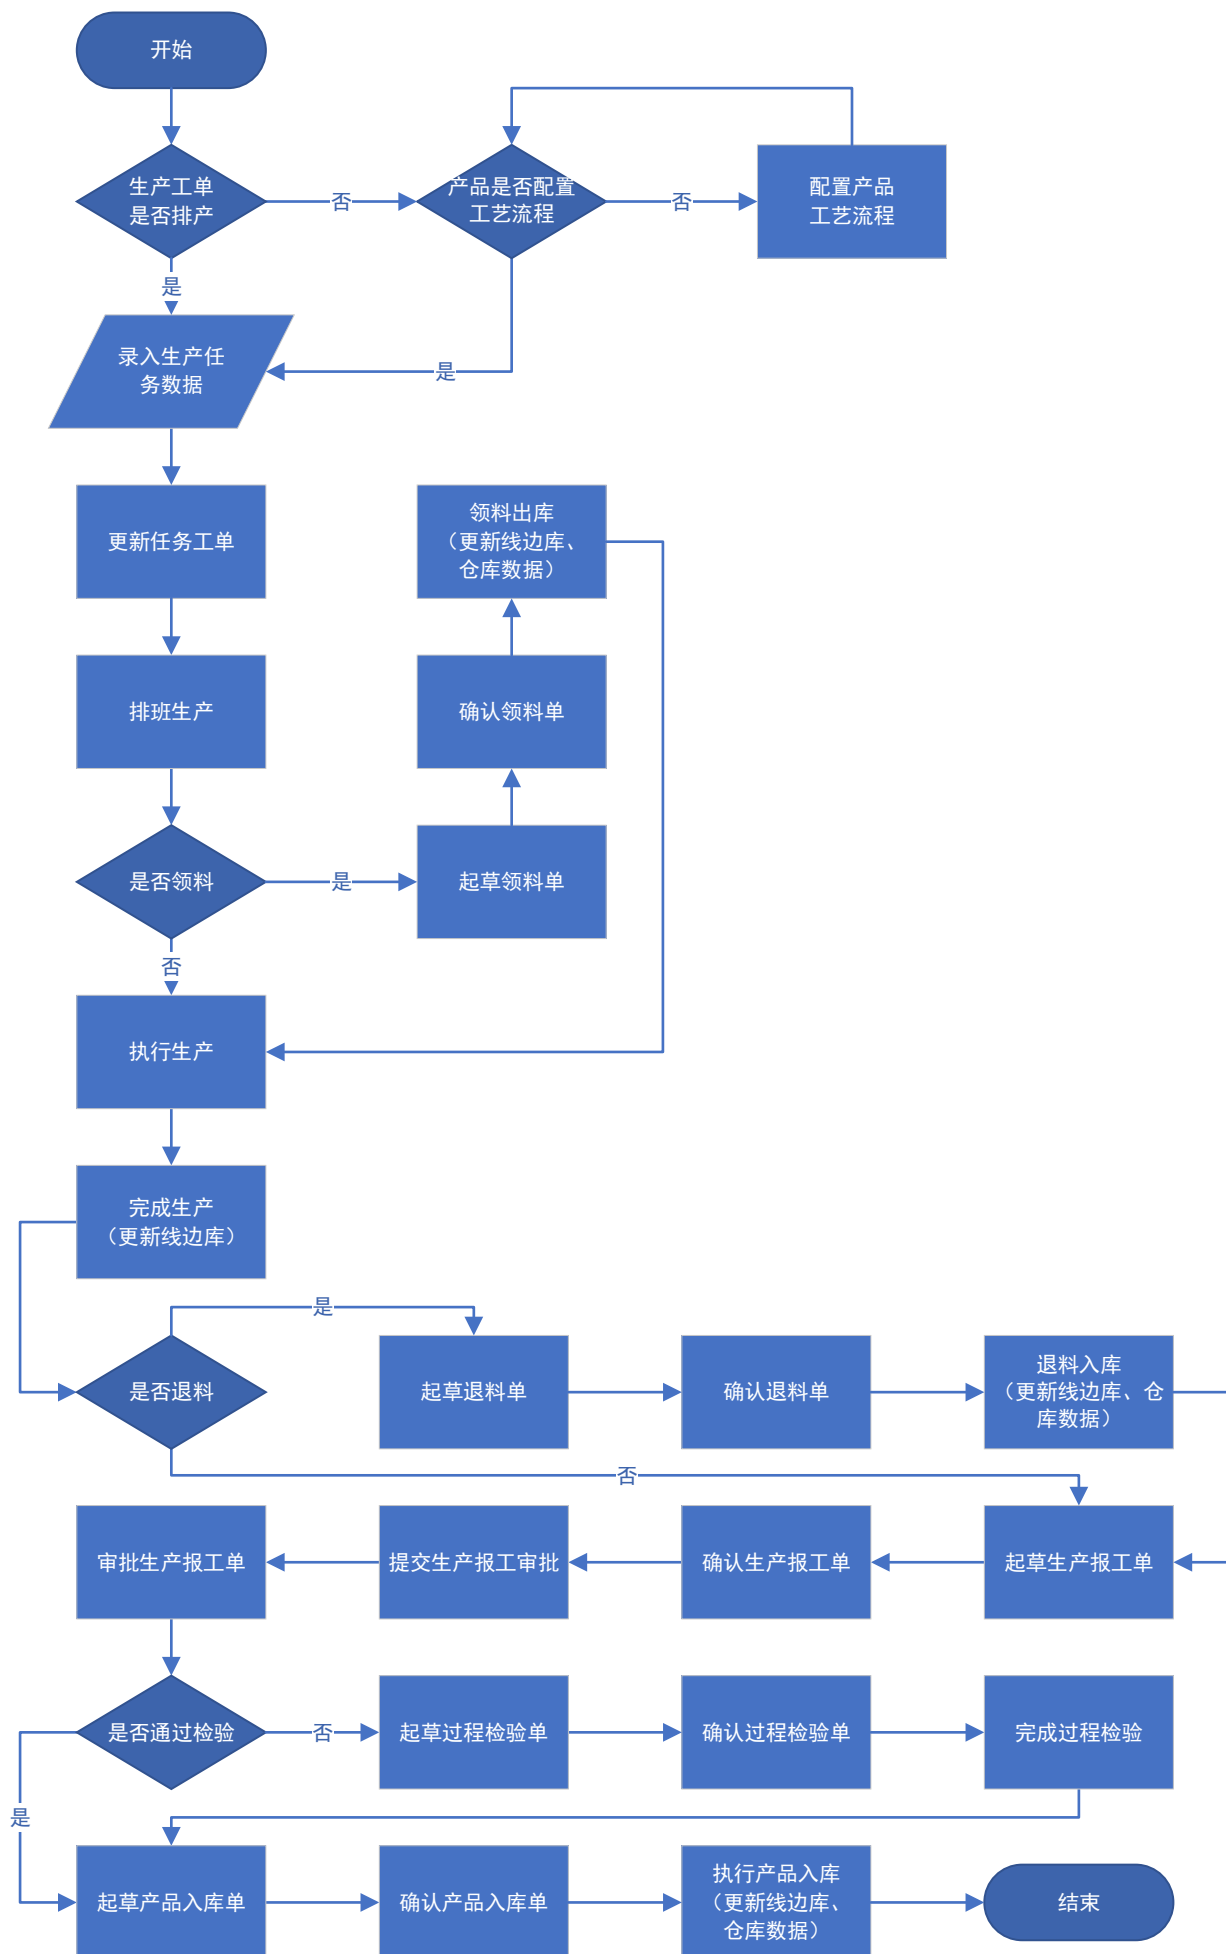 开始
生产工单
是否排产
否
产品是否配置
工艺流程
否
配置产品
工艺流程
是
录入生产任
务数据
是
更新任务工单
领料出库
（更新线边库、
仓库数据）
排班生产
确认领料单
是否领料
是
起草领料单
否
执行生产
完成生产
（更新线边库）
是
是否退料
起草退料单
确认退料单
退料入库
（更新线边库、仓
库数据）
否
审批生产报工单
提交生产报工审批
确认生产报工单
起草生产报工单
是否通过检验
否
起草过程检验单
确认过程检验单
完成过程检验
是
起草产品入库单
确认产品入库单
执行产品入库
（更新线边库、
仓库数据）
结束